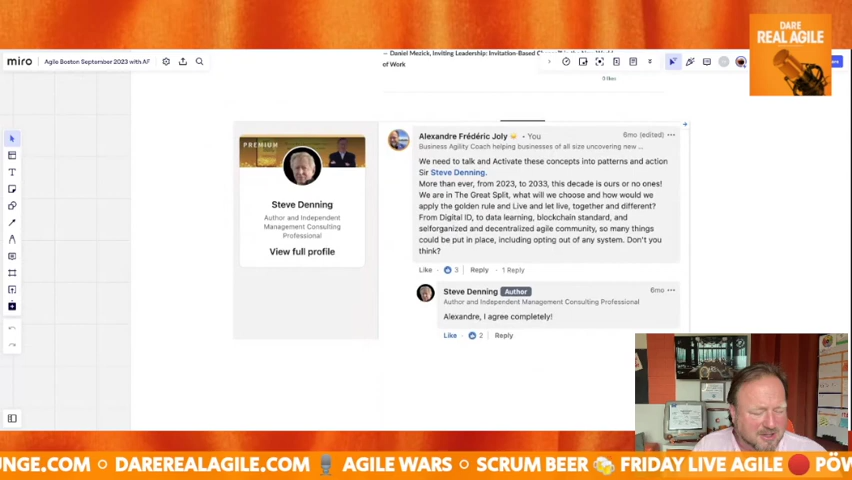 DARE
REAL AGILE
-- Daniel Mezick, Inviting Leadership: Invitation-Based
of Work
0 likes
miro
Agile Boston September 2023 with AF
PREMIUM
Steve Denning
Author and Independent
Management Consulting
Professional
View full profile
Alexandre Frédéric Joly • You
6mo (edited)
Business Agility Coach helping businesses of all size uncovering new ...
We need to talk and Activate these concepts into patterns and action
Sir Steve Denning.
More than ever, from 2023, to 2033, this decade is ours or no ones!
We are in The Great Split, what will we choose and how would we
apply the golden rule and Live and let live, together and different?
From Digital ID, to data learning, blockchain standard, and
selforganized and decentralized agile community, so many things
could be put in place, including opting out of any system. Don't you
think?
Like · 3 Reply · 1 Reply
Steve Denning Author
6mo
Author and Independent Management Consulting Professional
Alexandre, I agree completely!
Like · 2 Reply
UNGE.COM ○ DAREREALAGILE.COM AGILE WARS ○ SCRUM BEER FRIDAY LIVE AGILE PÖW